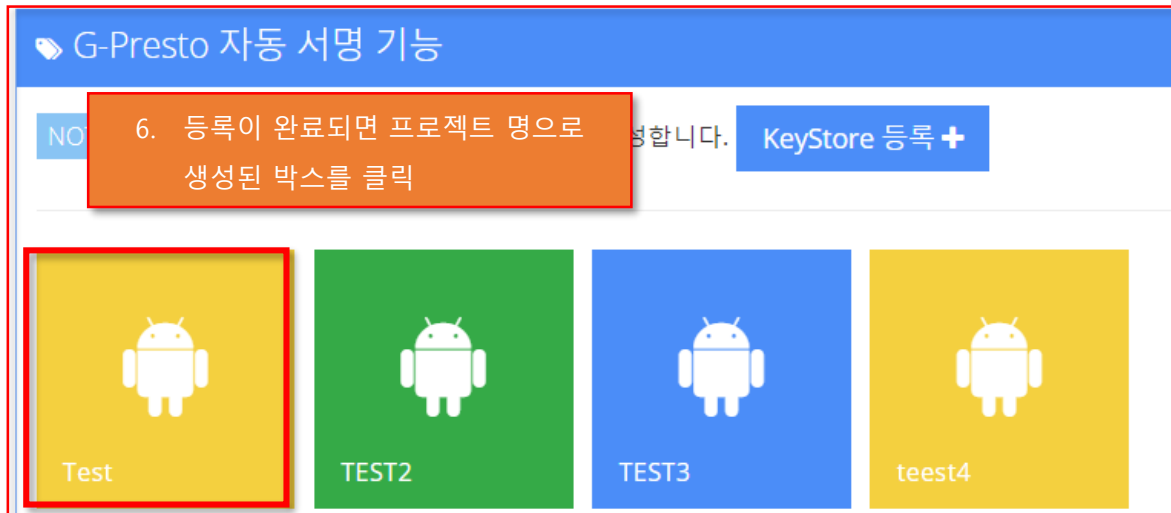 G-Presto 자동 서명 기능
6. 등록이 완료되면 프로젝트 명으로
생성된 박스를 클릭
합니다. KeyStore 등록
Test TEST2 TEST3 teest4